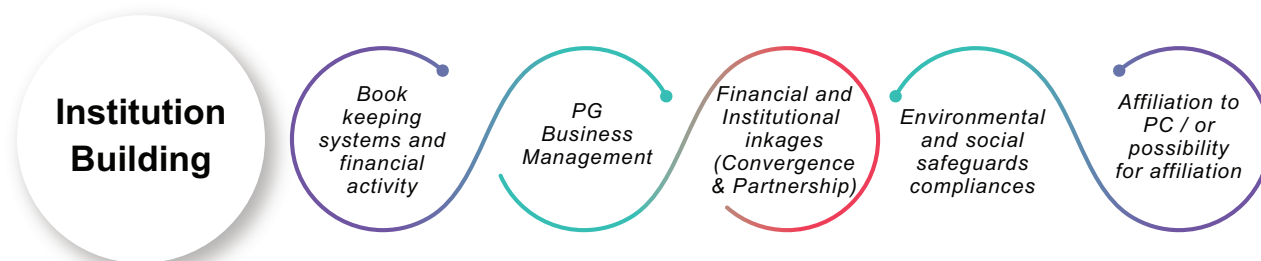 Institution
Building
Book
keeping
systems and
financial
activity
PG
Business
Management
Financial and
Institutional
inkages
(Convergence
& Partnership)
Environmental
and social
safeguards
compliances
Affiliation to
PC / or
possibility
for affiliation